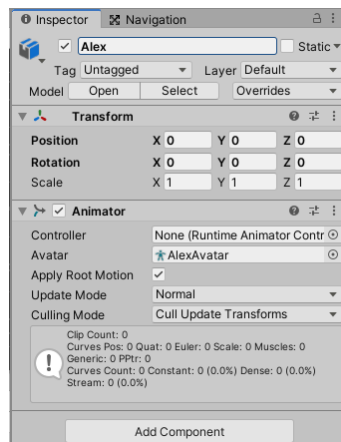 Inspector Navigation
Alex Static
Tag Untagged Layer Default
Model Open Select Overrides
Transform
Position X 0 Y 0 Z 0
Rotation X 0 Y 0 Z 0
Scale X 1 Y 1 Z 1
Animator
Controller None (Runtime Animator Contr
Avatar AlexAvatar
Apply Root Motion
Update Mode Normal
Culling Mode Cull Update Transforms
Clip Count: 0
Curves Pos: 0 Quat: 0 Euler: 0 Scale: 0 Muscles: 0
Generic: 0 PPtr: 0
Curves Count: 0 Constant: 0 (0.0%) Dense: 0 (0.0%)
Stream: 0 (0.0%)
Add Component